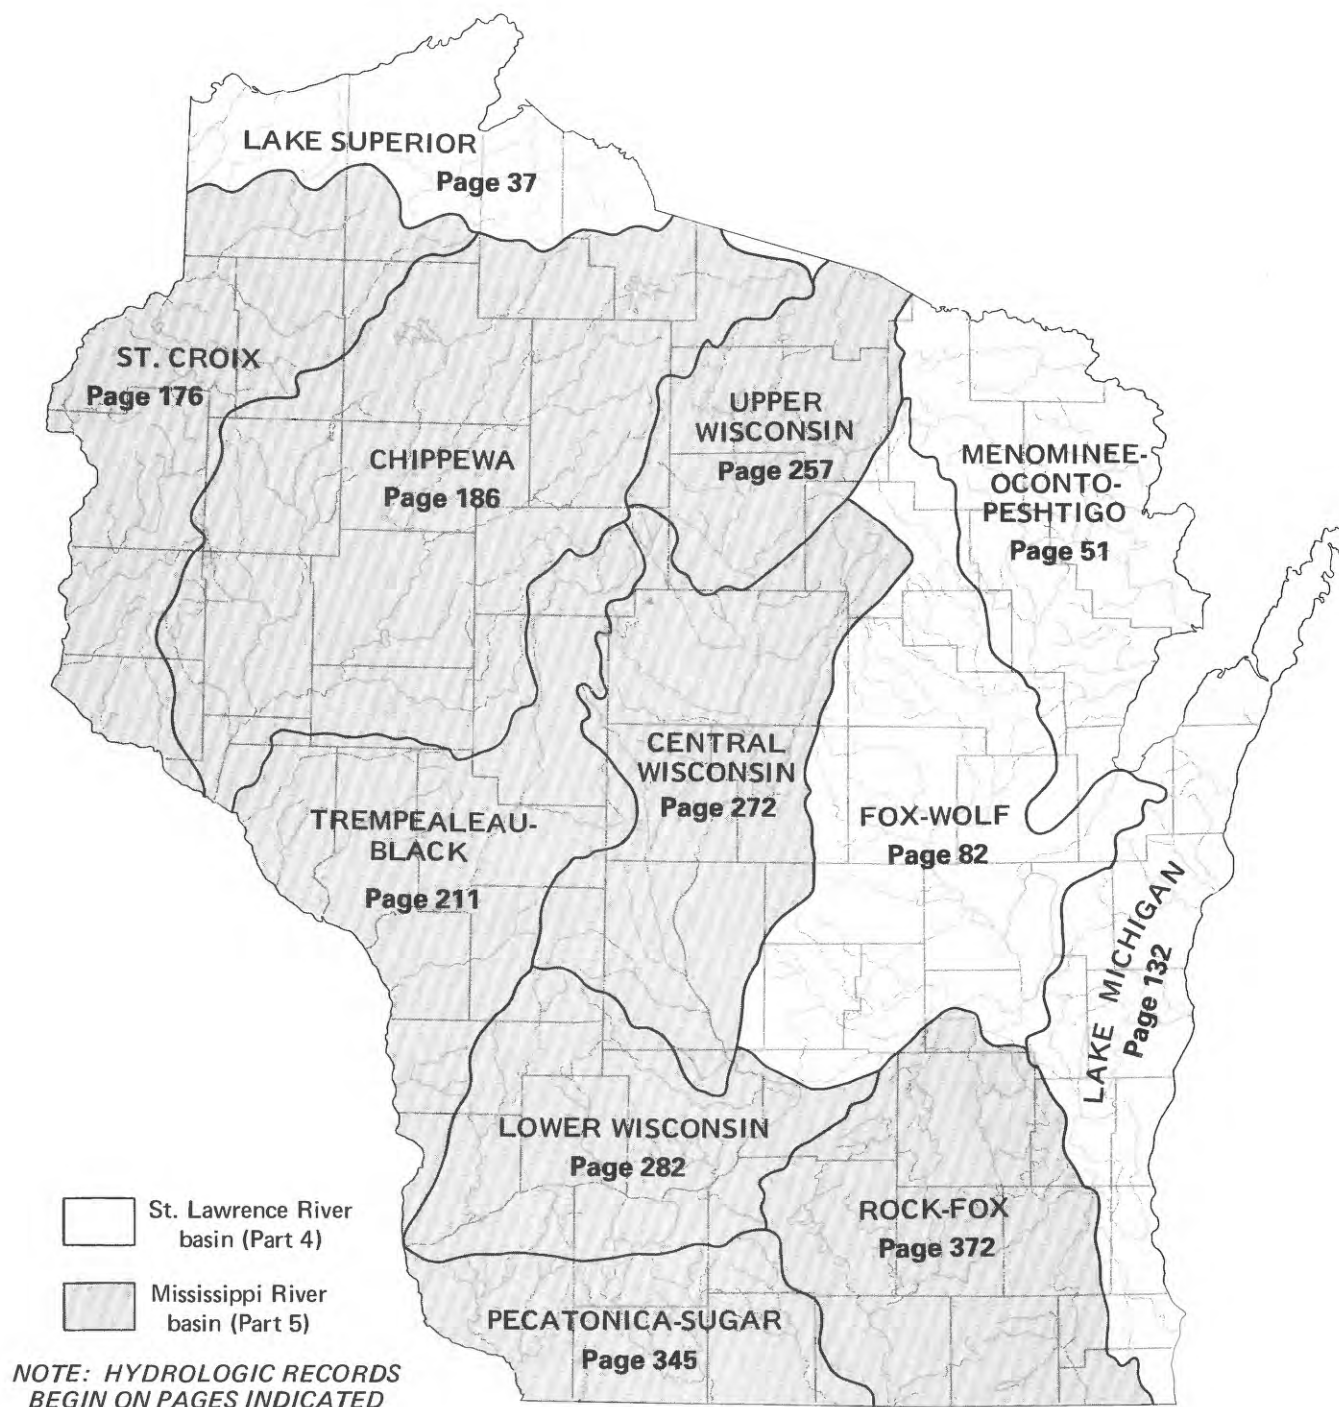 LAKE SUPERIOR
Page 37
ST. CROIX
Page 176
CHIPPEWA
Page 186
UPPER
WISCONSIN
Page 257
MENOMINEE-
OCONTO-
PESHTIGO
Page 51
TREMPEALEAU-
BLACK
Page 211
CENTRAL
WISCONSIN
Page 272
FOX-WOLF
Page 82
LAKE MICHIGAN
Page 132
LOWER WISCONSIN
Page 282
ROCK-FOX
Page 372
PECATONICA-SUGAR
Page 345
St. Lawrence River
basin (Part 4)
Mississippi River
basin (Part 5)
NOTE: HYDROLOGIC RECORDS
BEGIN ON PAGES INDICATED